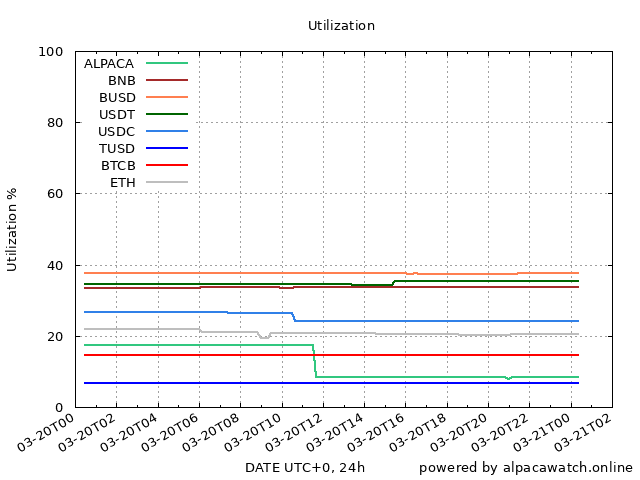 Utilization
Utilization %
100
80
60
40
20
0
ALPACA
BNB
BUSD
USDT
USDC
TUSD
BTCB
ETH
03-20T00
03-20T02
03-20T04
03-20T06
03-20T08
03-20T10
03-20T12
03-20T14
03-20T16
03-20T18
03-20T20
03-20T22
03-21T00
03-21T02
DATE UTC+0, 24h
powered by alpacawatch.online